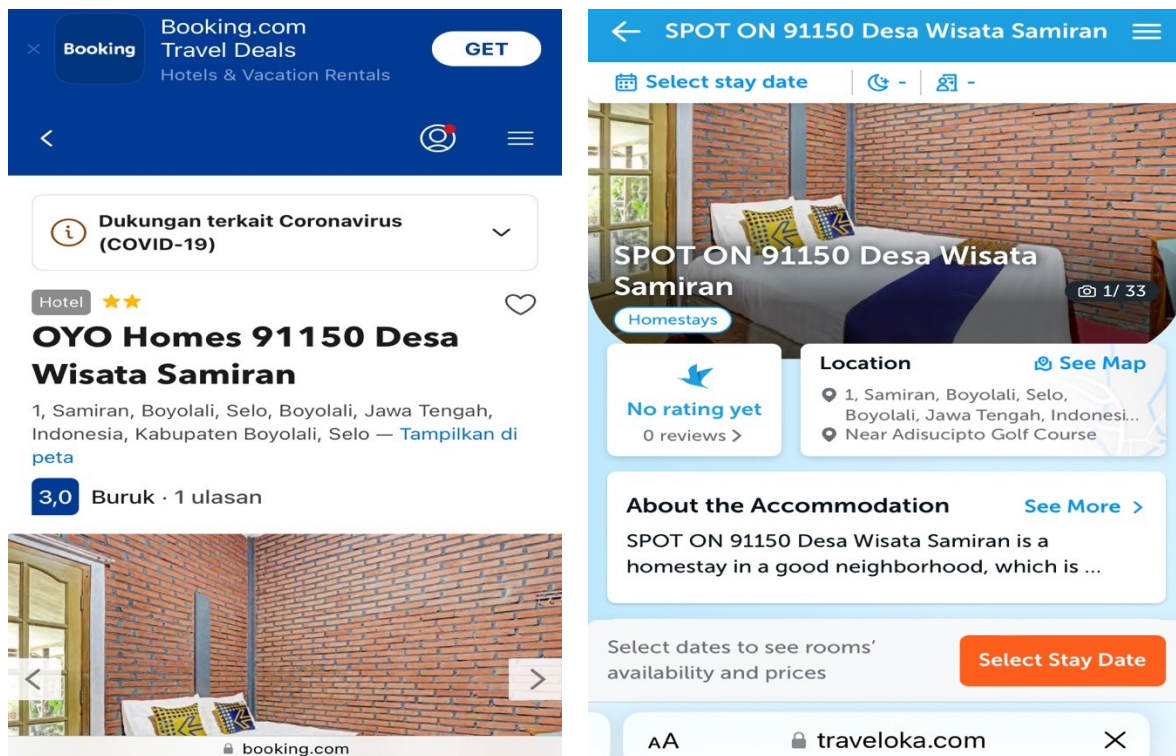 Booking
Booking.com
Travel Deals
Hotels & Vacation Rentals
GET
Dukungan terkait Coronavirus
(COVID-19)
Hotel
OYO Homes 91150 Desa
Wisata Samiran
1, Samiran, Boyolali, Selo, Boyolali, Jawa Tengah,
Indonesia, Kabupaten Boyolali, Selo — Tampilkan di
peta
3,0 Buruk · 1 ulasan
booking.com
SPOT ON 91150 Desa Wisata Samiran
Select stay date - -
SPOT ON 91150 Desa Wisata
Samiran
1/ 33
Homestays
No rating yet
0 reviews >
Location See Map
1, Samiran, Boyolali, Selo,
Boyolali, Jawa Tengah, Indonesi...
Near Adisucipto Golf Course
About the Accommodation See More >
SPOT ON 91150 Desa Wisata Samiran is a
homestay in a good neighborhood, which is ...
Select dates to see rooms'
availability and prices
Select Stay Date
AA traveloka.com